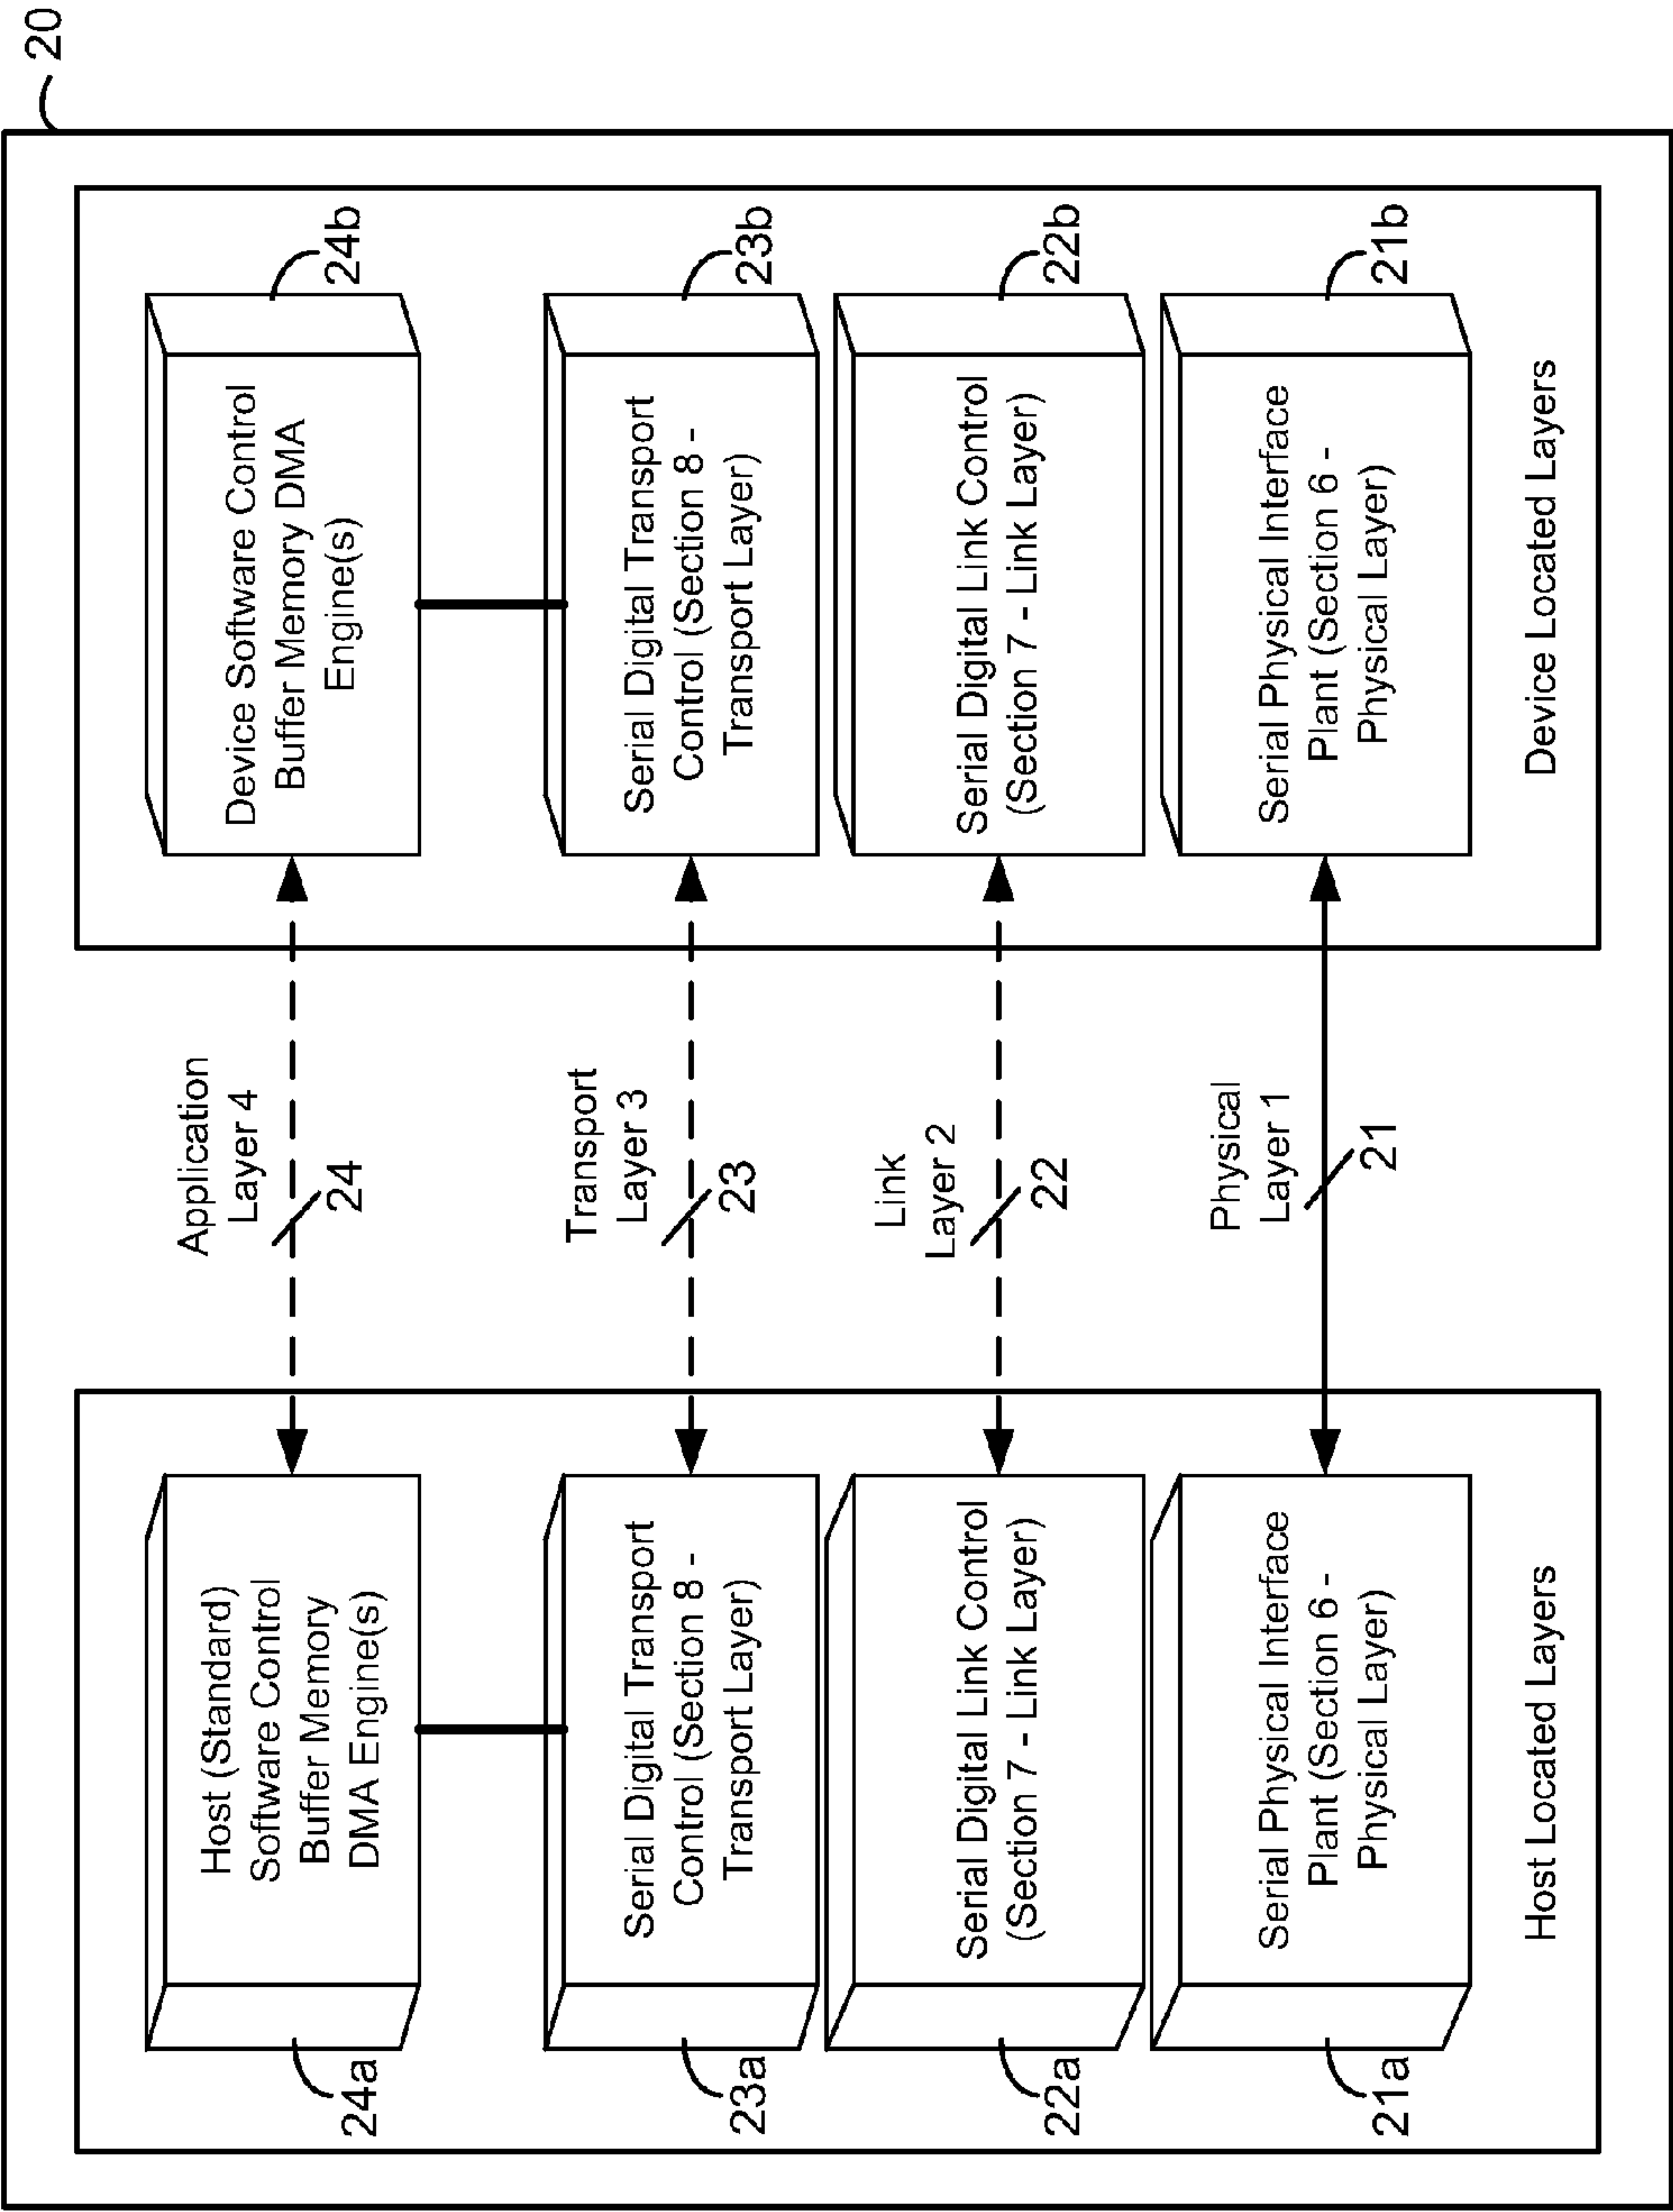 20
Host (Standard)
Software Control
Buffer Memory
DMA Engine(s)
24a
Application
Layer 4
24
Device Software Control
Buffer Memory DMA
Engine(s)
24b
Serial Digital Transport
Control (Section 8 -
Transport Layer)
23a
Transport
Layer 3
23
Serial Digital Transport
Control (Section 8 -
Transport Layer)
23b
Serial Digital Link Control
(Section 7 - Link Layer)
22a
Link
Layer 2
22
Serial Digital Link Control
(Section 7 - Link Layer)
22b
Serial Physical Interface
Plant (Section 6 -
Physical Layer)
21a
Physical
Layer 1
21
Serial Physical Interface
Plant (Section 6 -
Physical Layer)
21b
Host Located Layers
Device Located Layers